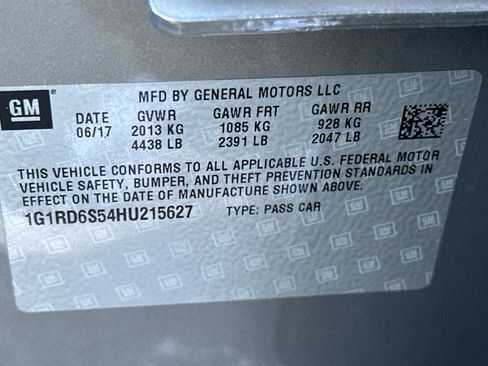 MFD BY GENERAL MOTORS LLC
GM
DATE GVWR GAWR FRT GAWR RR
06/17 2013 KG 1085 KG 928 KG
4438 LB 2391 LB 2047 LB
THIS VEHICLE CONFORMS TO ALL APPLICABLE U.S. FEDERAL MOTOR
VEHICLE SAFETY, BUMPER, AND THEFT PREVENTION STANDARDS IN
EFFECT ON THE DATE OF MANUFACTURE SHOWN ABOVE.
1G1RD6S54HU215627 TYPE: PASS CAR